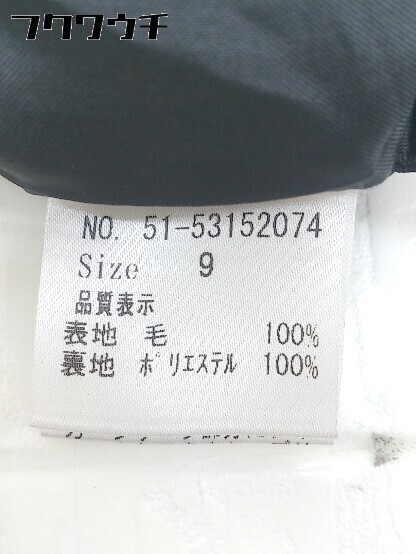 フクワウチ
NO. 51-53152074
Size 9
品質表示
表地 毛 100%
裏地 ﾎﾟﾘｴｽﾃﾙ 100%